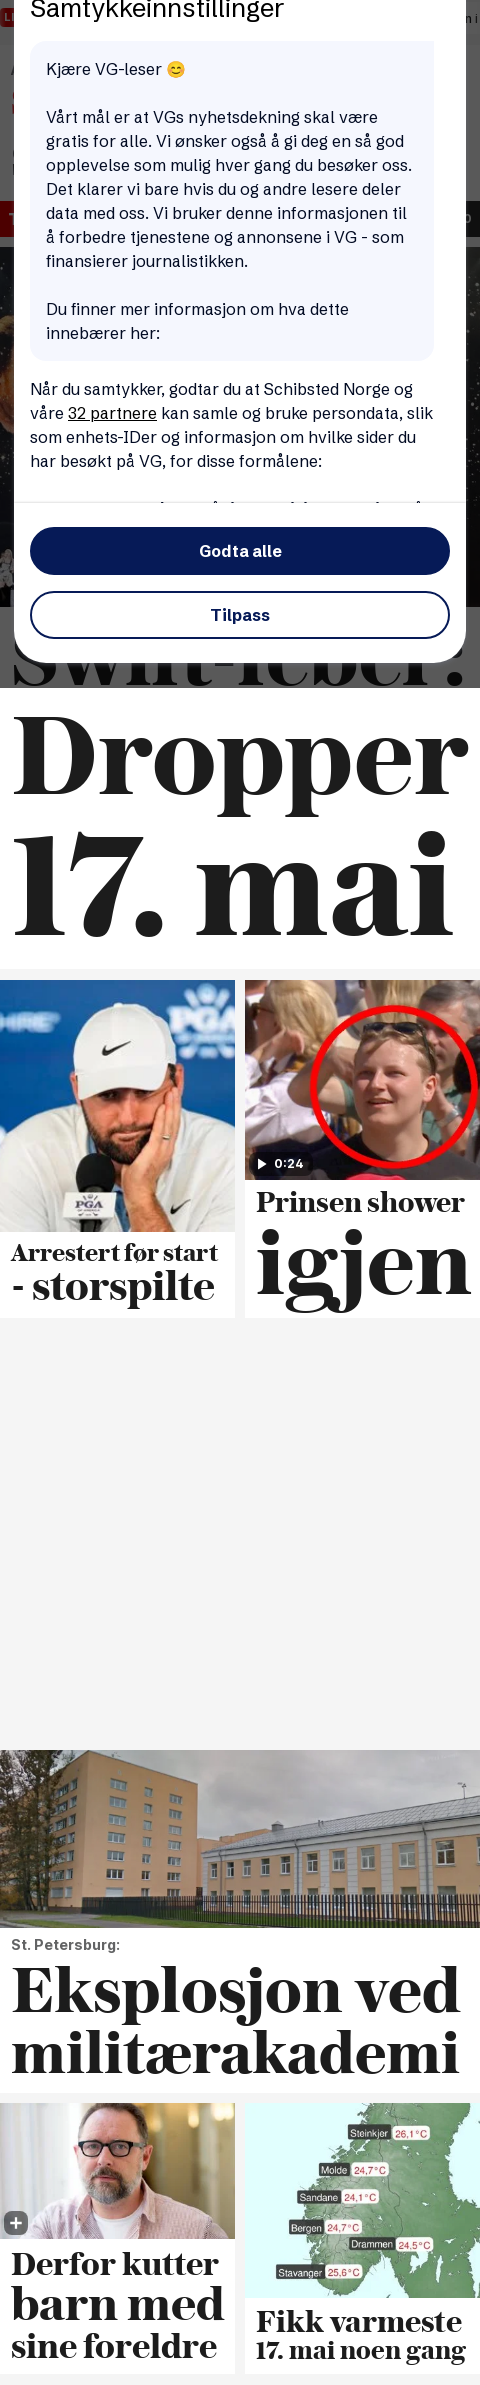 Samtykkeinnstillinger
Kjære VG-leser 😊
Vårt mål er at VGs nyhetsdekning skal være
gratis for alle. Vi ønsker også å gi deg en så god
opplevelse som mulig hver gang du besøker oss.
Det klarer vi bare hvis du og andre lesere deler
data med oss. Vi bruker denne informasjonen til
å forbedre tjenestene og annonsene i VG - som
finansierer journalistikken.
Du finner mer informasjon om hva dette
innebærer her:
Når du samtykker, godtar du at Schibsted Norge og
våre 32 partnere kan samle og bruke persondata, slik
som enhets-IDer og informasjon om hvilke sider du
har besøkt på VG, for disse formålene:
Godta alle
Tilpass
Swift-feber:
Dropper
17. mai
PGA
PGA
0:24
Arrestert før start
- storspilte
Prinsen shower
igjen
St. Petersburg:
Eksplosjon ved
militærakademi
Derfor kutter
barn med
sine foreldre
Steinkjer 26,1°C
Molde 24,7°C
Sandane 24,1°C
Bergen 24,7°C
Drammen 24,5°C
Stavanger 25,6°C
Fikk varmeste
17. mai noen gang